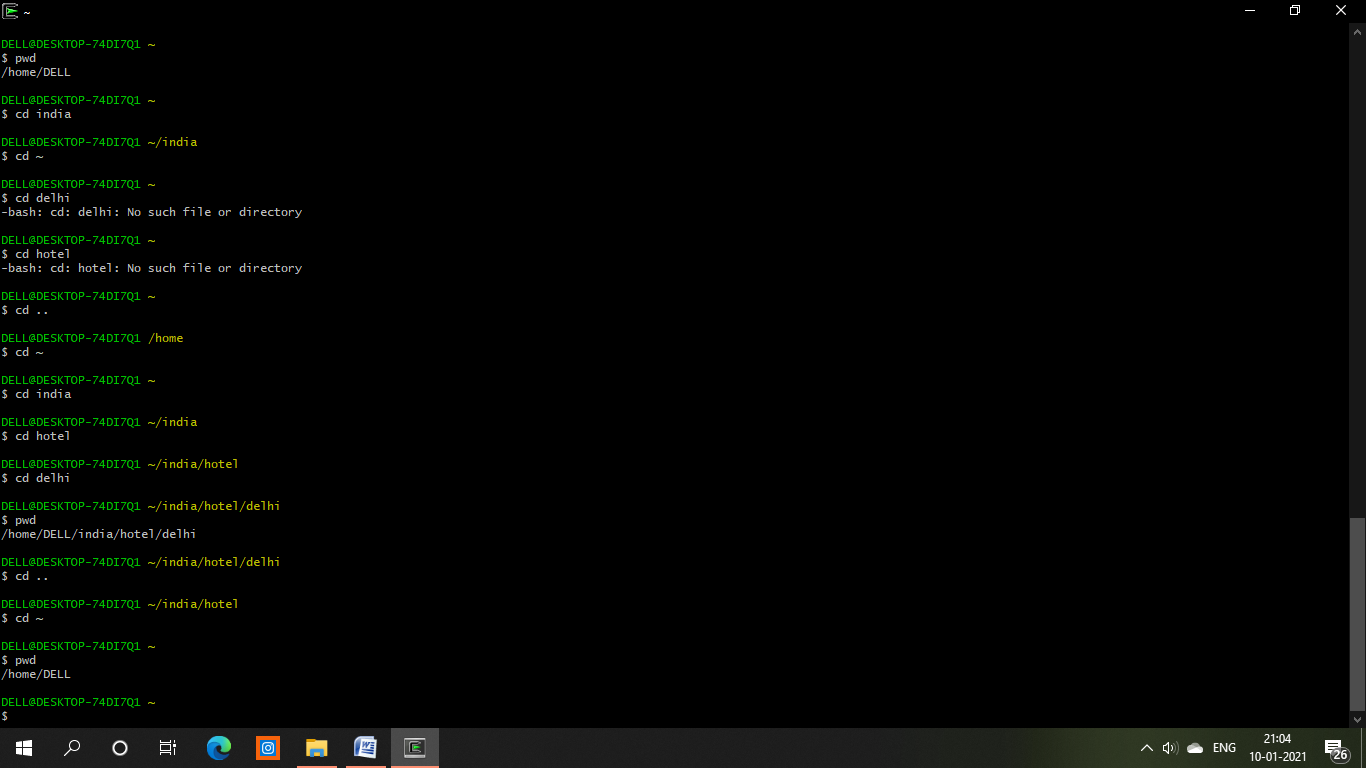 ~
DELL@DESKTOP-74DI7Q1 ~
$ pwd
/home/DELL
DELL@DESKTOP-74DI7Q1 ~
$ cd india
DELL@DESKTOP-74DI7Q1 ~/india
$ cd ~
DELL@DESKTOP-74DI7Q1 ~
$ cd delhi
-bash: cd: delhi: No such file or directory
DELL@DESKTOP-74DI7Q1 ~
$ cd hotel
-bash: cd: hotel: No such file or directory
DELL@DESKTOP-74DI7Q1 ~
$ cd ..
DELL@DESKTOP-74DI7Q1 /home
$ cd ~
DELL@DESKTOP-74DI7Q1 ~
$ cd india
DELL@DESKTOP-74DI7Q1 ~/india
$ cd hotel
DELL@DESKTOP-74DI7Q1 ~/india/hotel
$ cd delhi
DELL@DESKTOP-74DI7Q1 ~/india/hotel/delhi
$ pwd
/home/DELL/india/hotel/delhi
DELL@DESKTOP-74DI7Q1 ~/india/hotel/delhi
$ cd ..
DELL@DESKTOP-74DI7Q1 ~/india/hotel
$ cd ~
DELL@DESKTOP-74DI7Q1 ~
$ pwd
/home/DELL
DELL@DESKTOP-74DI7Q1 ~
$
ENG
21:04
10-01-2021
26